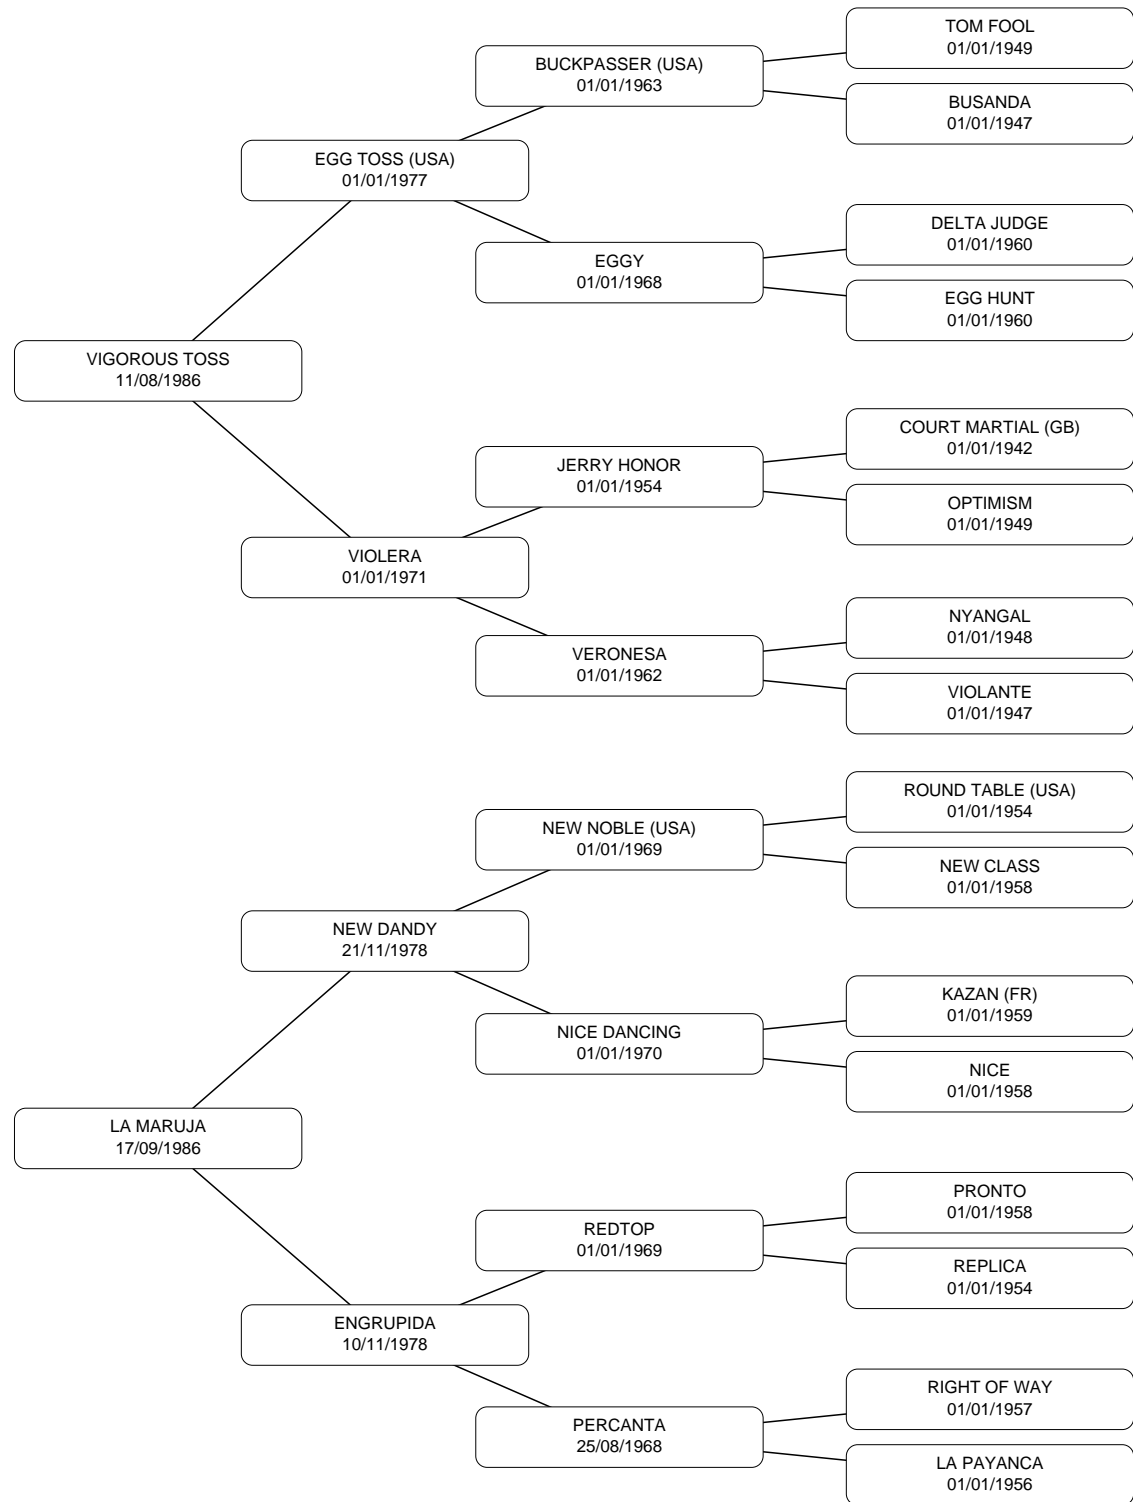 TOM FOOL
01/01/1949
BUCKPASSER (USA)
01/01/1963
BUSANDA
01/01/1947
EGG TOSS (USA)
01/01/1977
DELTA JUDGE
01/01/1960
EGGY
01/01/1968
EGG HUNT
01/01/1960
VIGOROUS TOSS
11/08/1986
COURT MARTIAL (GB)
01/01/1942
JERRY HONOR
01/01/1954
OPTIMISM
01/01/1949
VIOLERA
01/01/1971
NYANGAL
01/01/1948
VERONESA
01/01/1962
VIOLANTE
01/01/1947
ROUND TABLE (USA)
01/01/1954
NEW NOBLE (USA)
01/01/1969
NEW CLASS
01/01/1958
NEW DANDY
21/11/1978
KAZAN (FR)
01/01/1959
NICE DANCING
01/01/1970
NICE
01/01/1958
LA MARUJA
17/09/1986
PRONTO
01/01/1958
REDTOP
01/01/1969
REPLICA
01/01/1954
ENGRUPIDA
10/11/1978
RIGHT OF WAY
01/01/1957
PERCANTA
25/08/1968
LA PAYANCA
01/01/1956